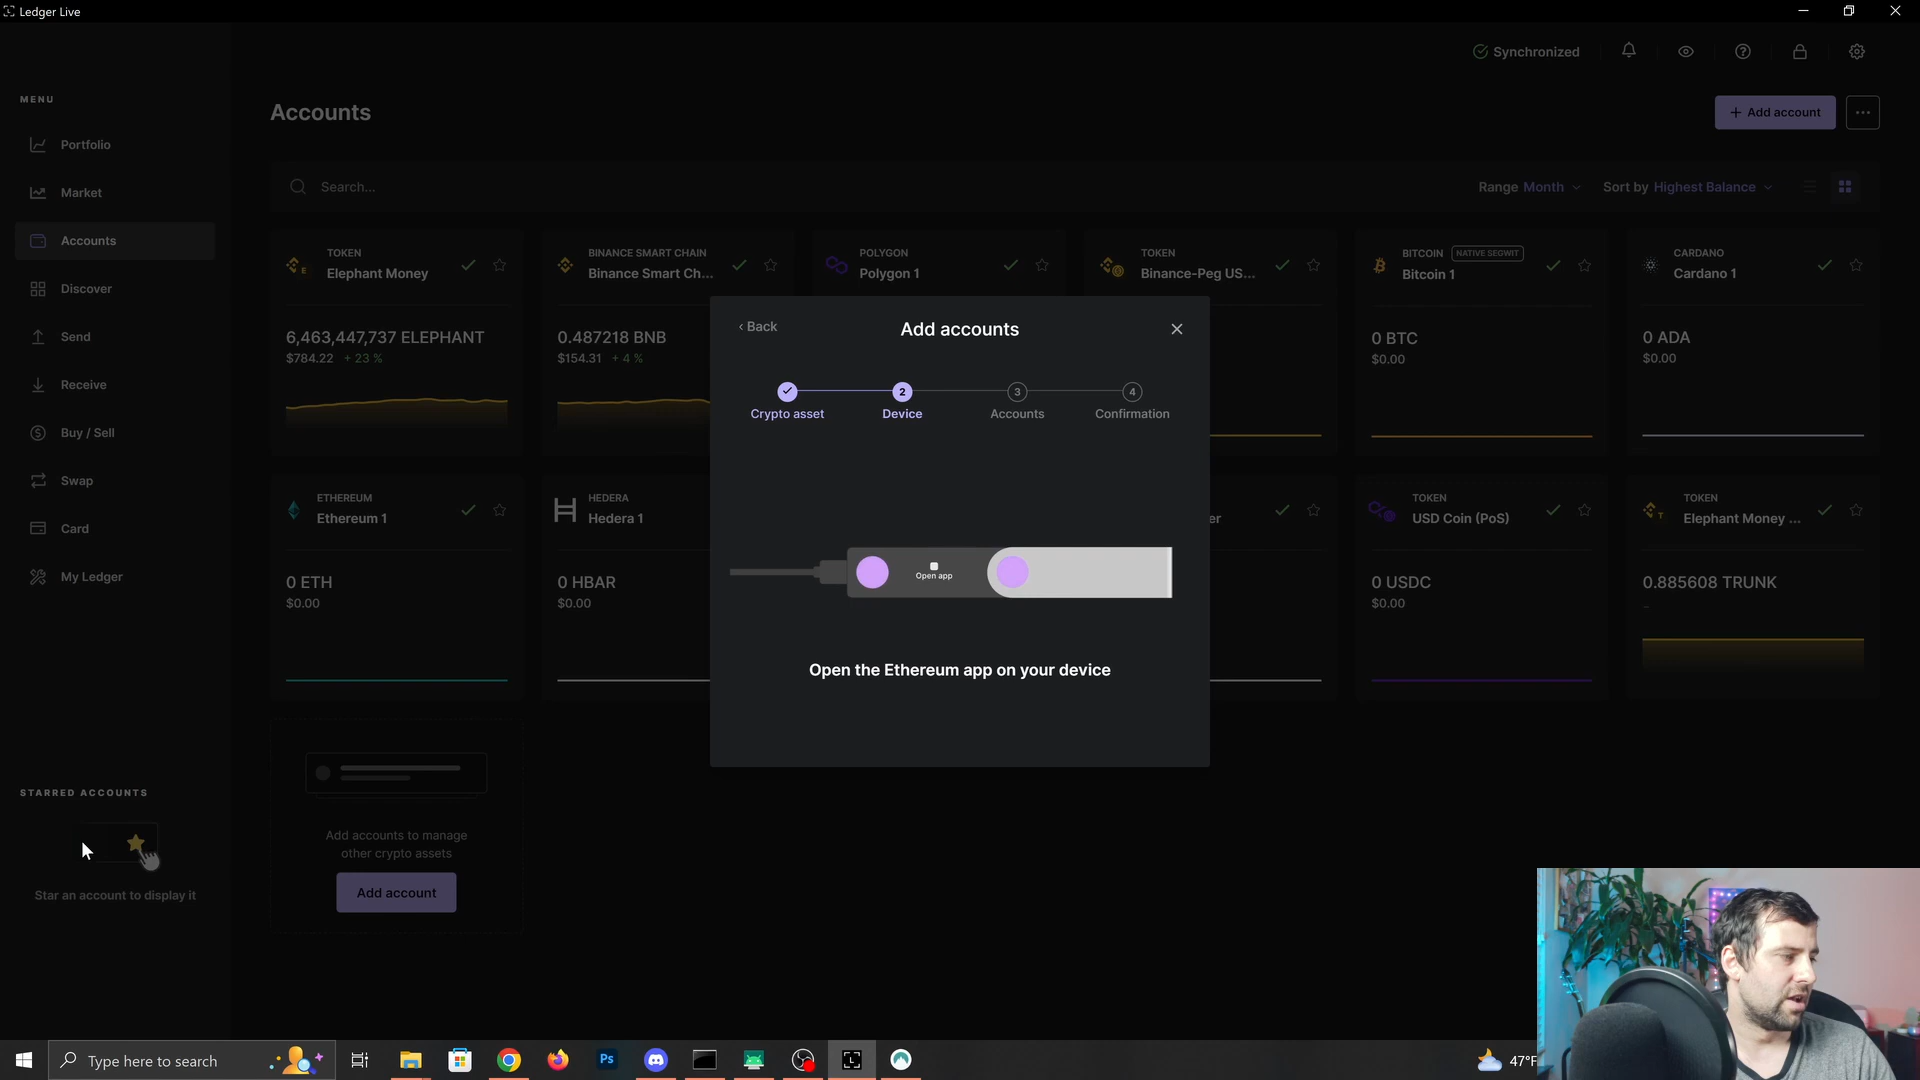 Ledger Live
Synchronized
MENU
Portfolio
Market
Accounts
Discover
Send
Receive
Buy / Sell
Swap
Card
My Ledger
STARRED ACCOUNTS
Star an account to display it
Accounts
+ Add account
Search...
Range Month
Sort by Highest Balance
TOKEN
Elephant Money
6,463,447,737 ELEPHANT
$784.22 + 23 %
BINANCE SMART CHAIN
Binance Smart Ch...
0.487218 BNB
$154.31 + 4 %
POLYGON
Polygon 1
TOKEN
Binance-Peg US...
BITCOIN NATIVE SEGWIT
Bitcoin 1
0 BTC
$0.00
CARDANO
Cardano 1
0 ADA
$0.00
ETHEREUM
Ethereum 1
0 ETH
$0.00
HEDERA
Hedera 1
0 HBAR
$0.00
er
TOKEN
USD Coin (PoS)
0 USDC
$0.00
TOKEN
Elephant Money ...
0.885608 TRUNK
-
Add accounts to manage
other crypto assets
Add account
‹ Back
Add accounts
2
3
4
Crypto asset
Device
Accounts
Confirmation
Open app
Open the Ethereum app on your device
Type here to search
Ps
47°F